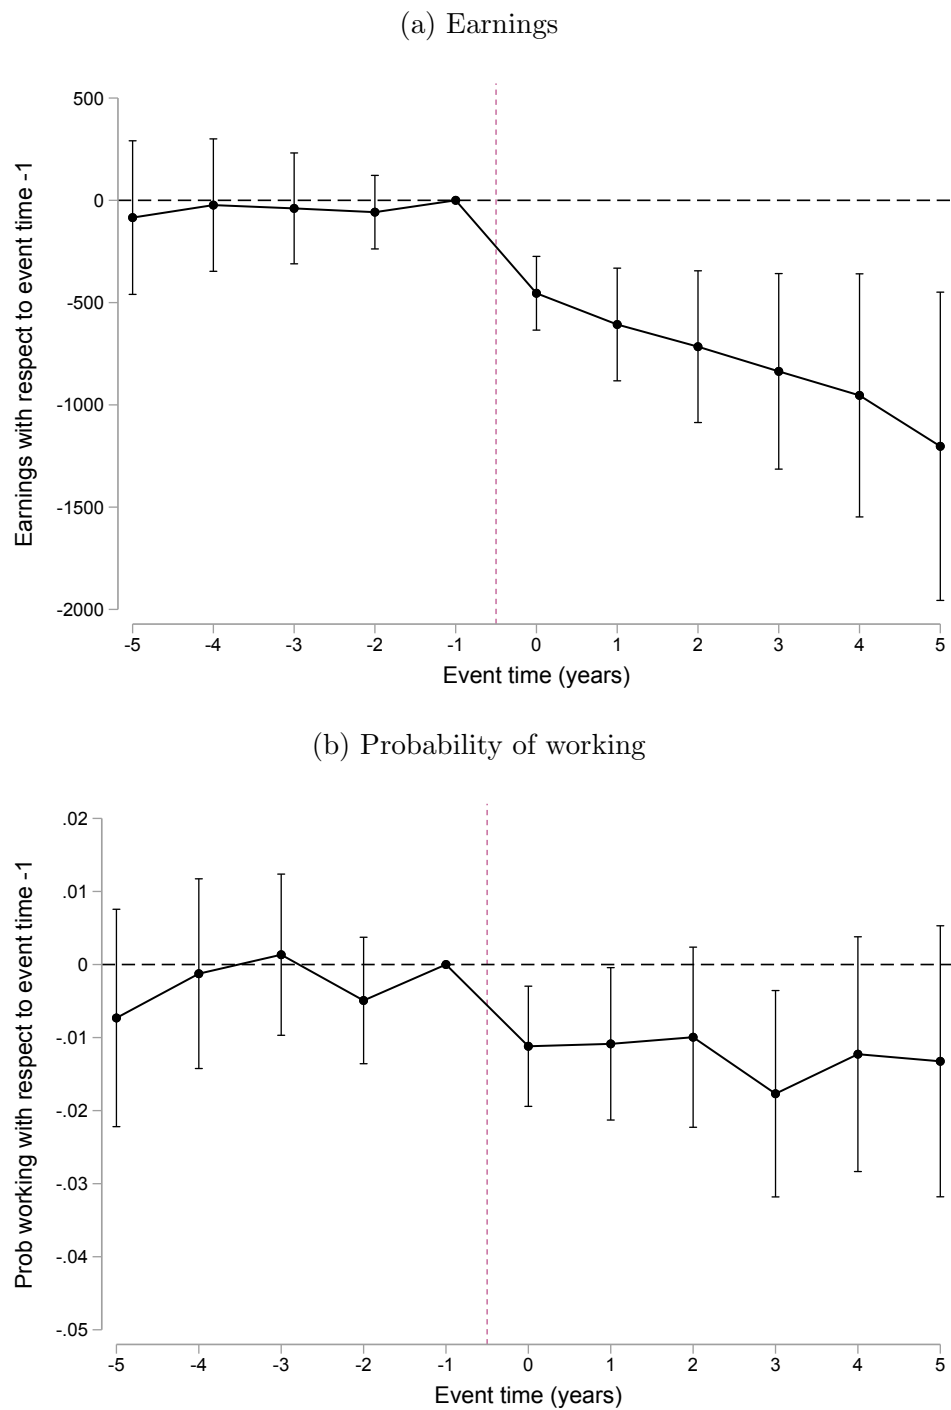 (a) Earnings
Earnings with respect to event time -1
500
0
-500
-1000
-1500
-2000
-5 -4 -3 -2 -1 0 1 2 3 4 5
Event time (years)
(b) Probability of working
Prob working with respect to event time -1
.02
.01
0
-.01
-.02
-.03
-.04
-.05
-5 -4 -3 -2 -1 0 1 2 3 4 5
Event time (years)